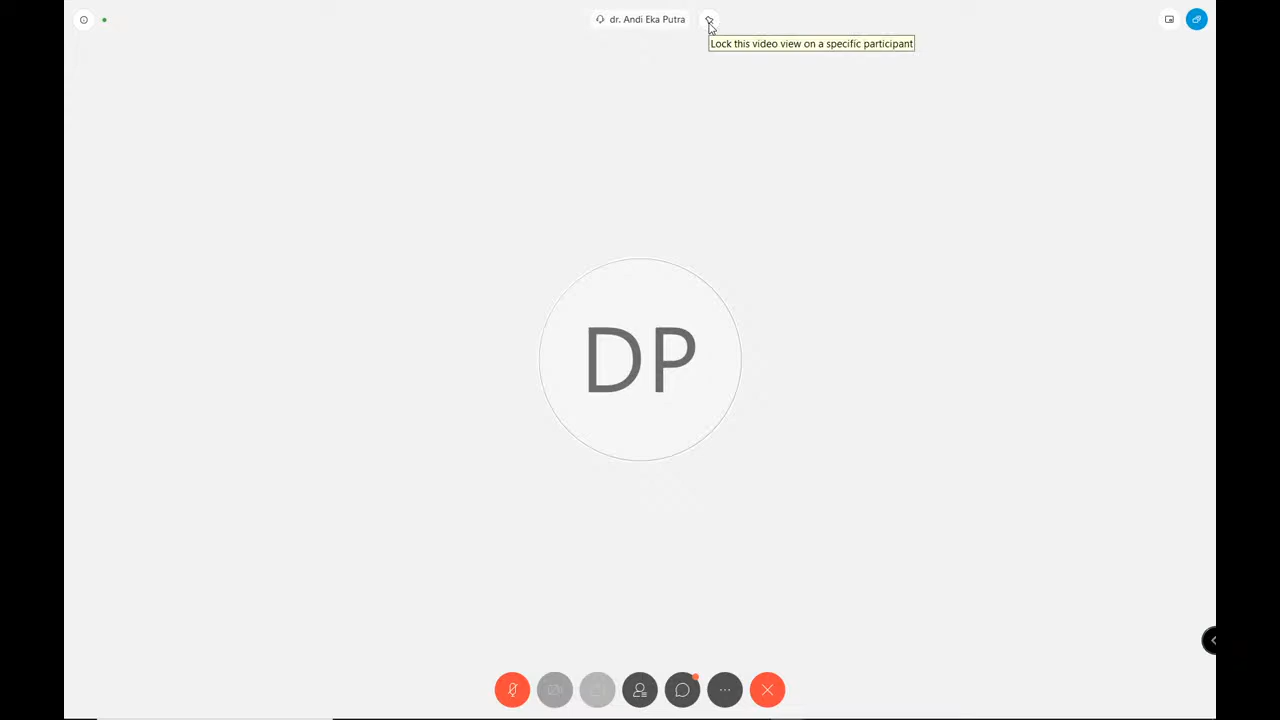 dr. Andi Eka Putra
Lock this video view on a specific participant
DP